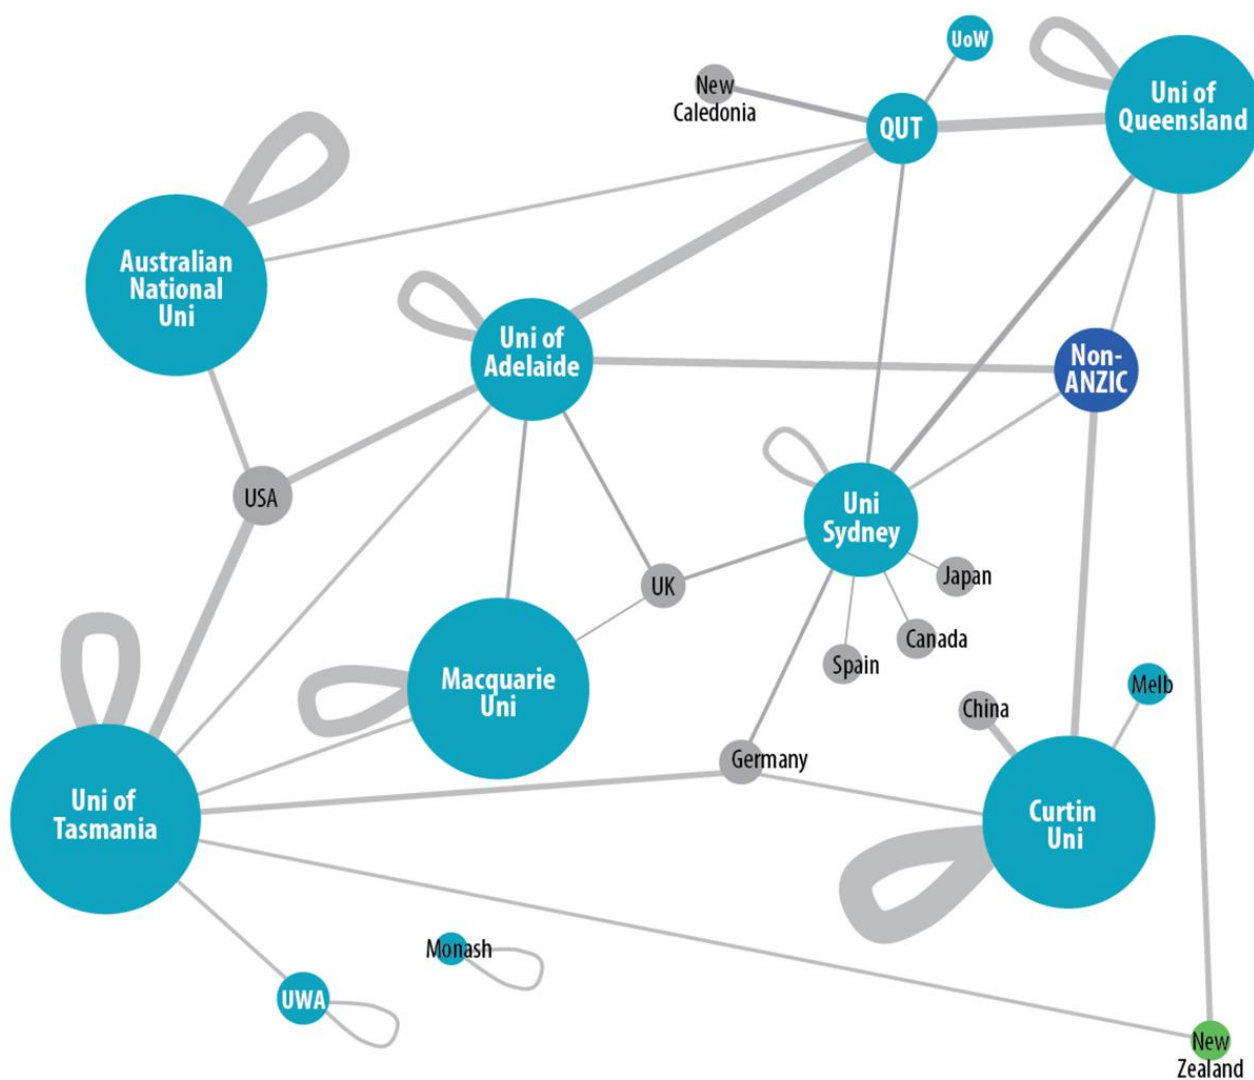 UoW
Uni of
Queensland
New
Caledonia
QUT
Australian
National
Uni
Uni of
Adelaide
Non-
ANZIC
USA
Uni
Sydney
UK
Japan
Canada
Spain
Macquarie
Uni
Melb
China
Germany
Uni of
Tasmania
Curtin
Uni
Monash
UWA
New
Zealand